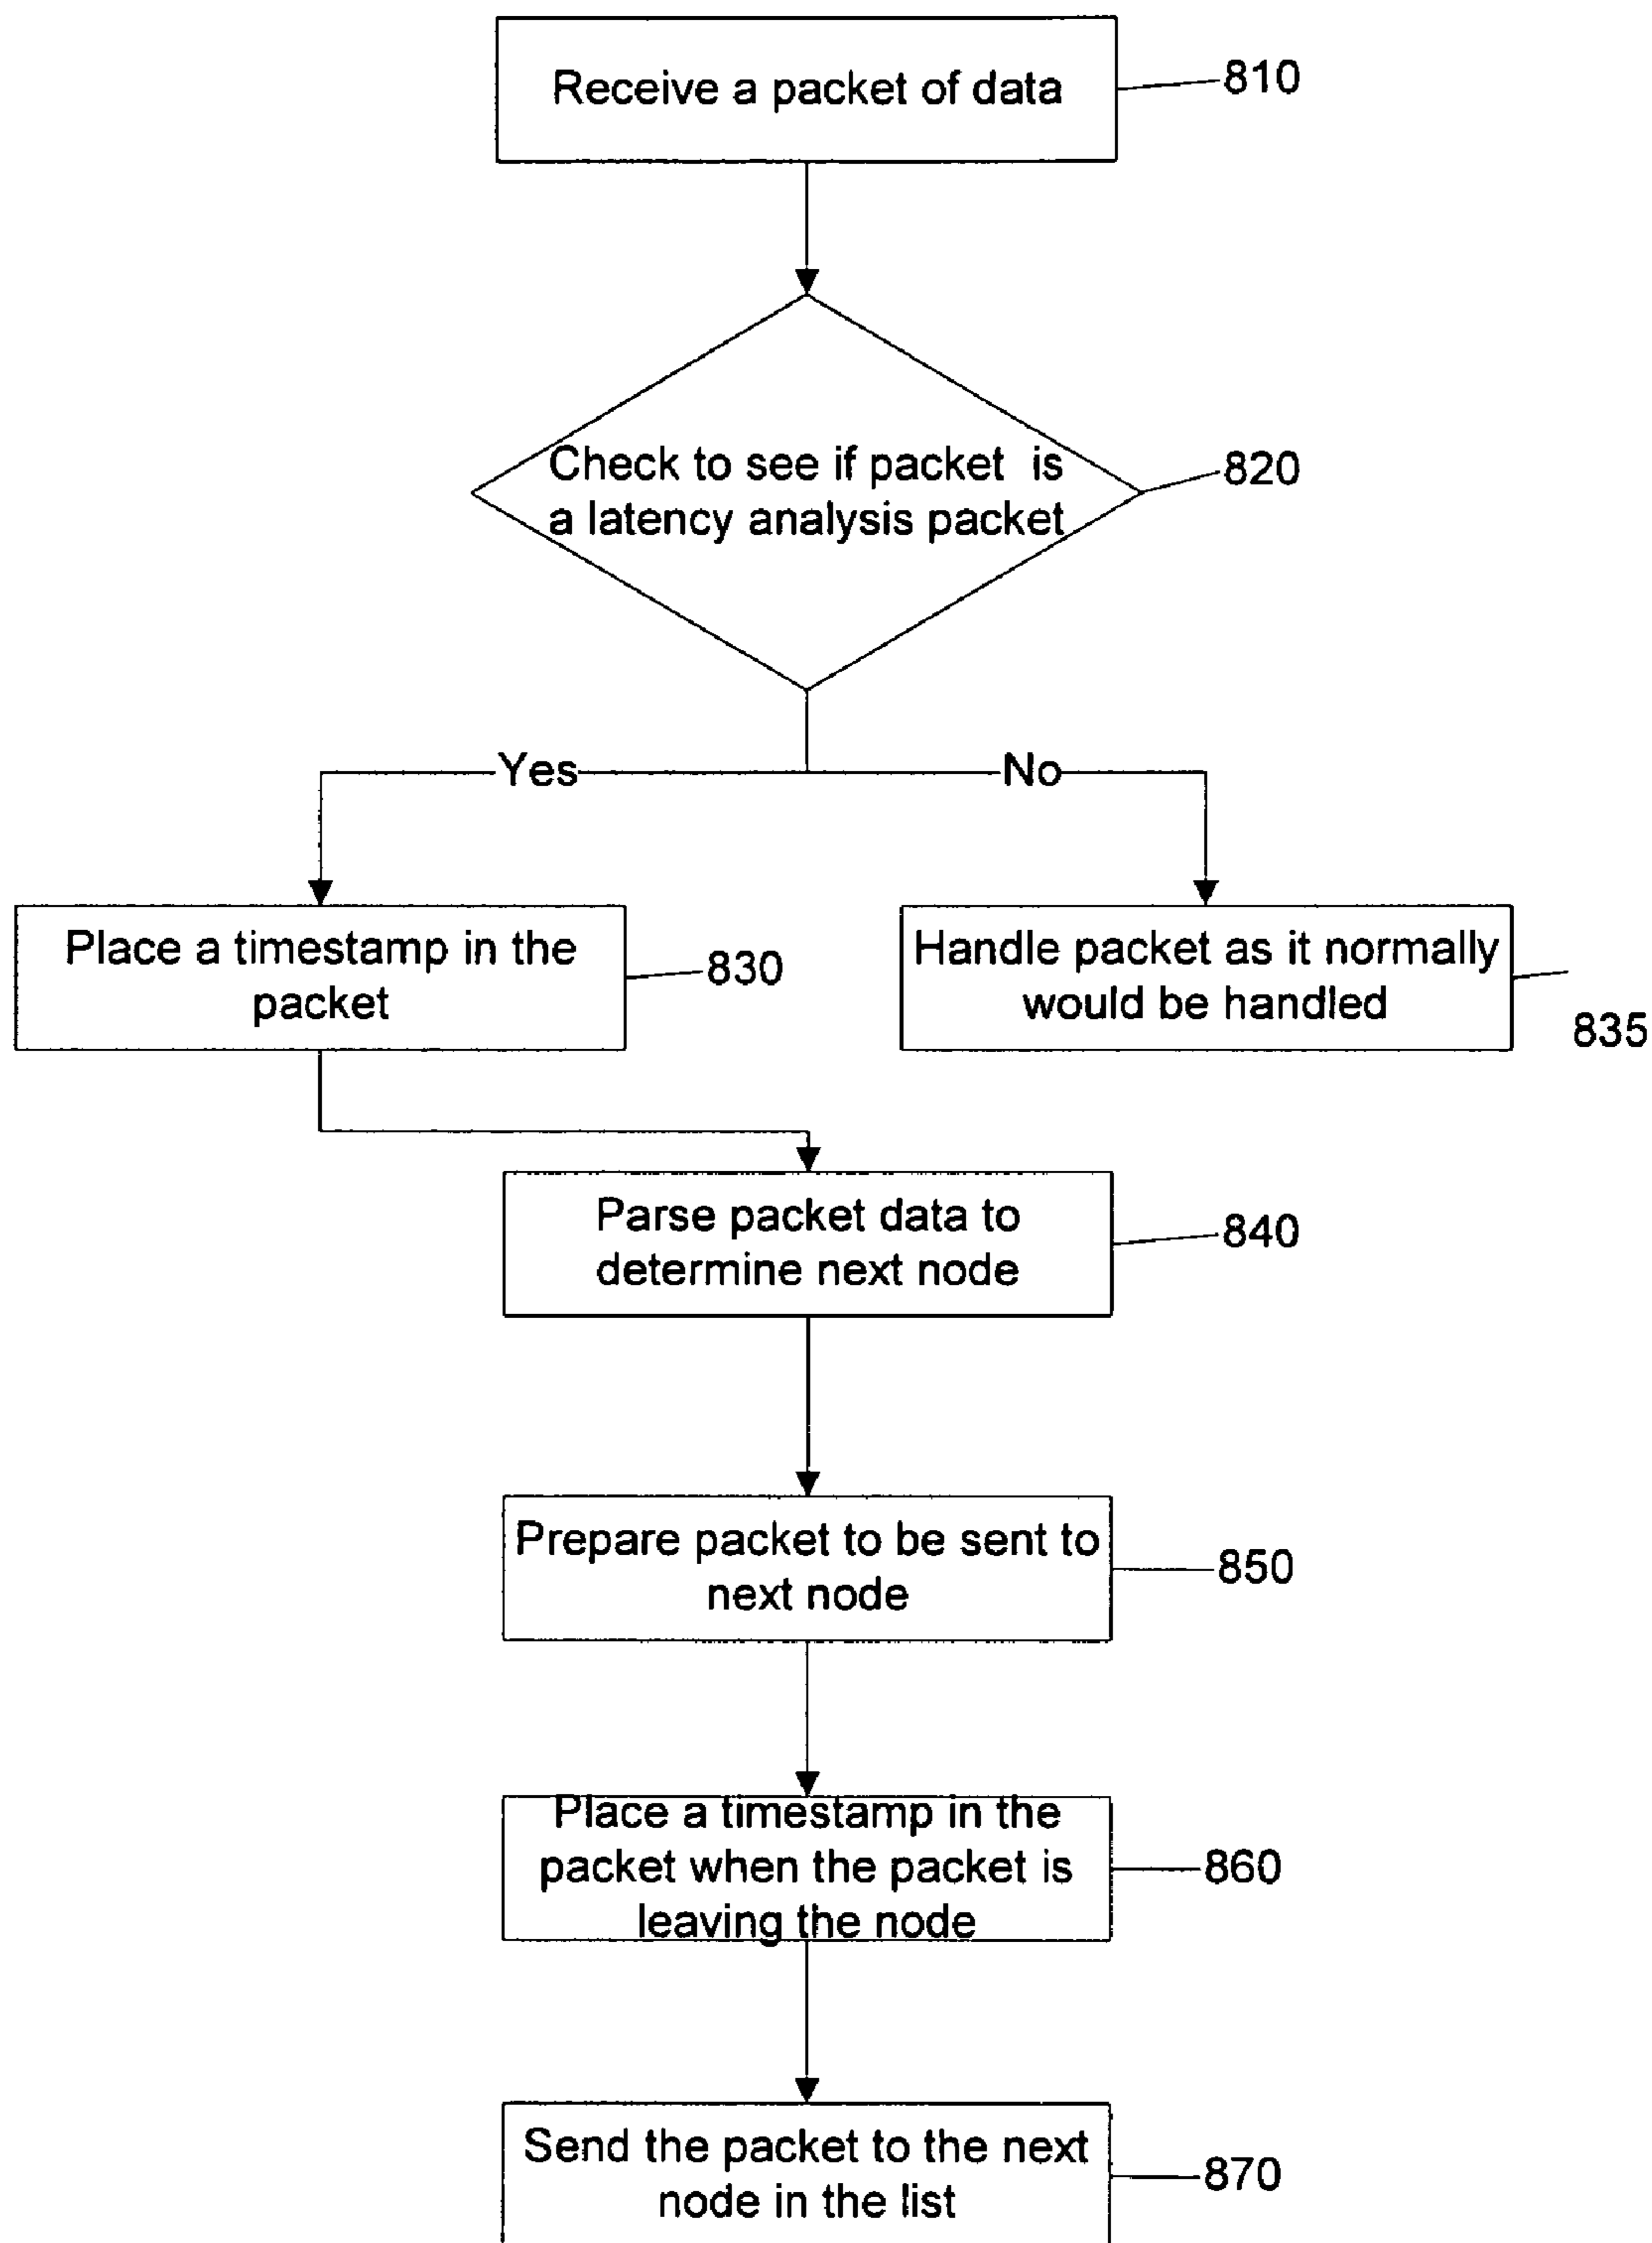 Receive a packet of data
810
Check to see if packet is
a latency analysis packet
820
Yes
No
Place a timestamp in the
packet
830
Handle packet as it normally
would be handled
835
Parse packet data to
determine next node
840
Prepare packet to be sent to
next node
850
Place a timestamp in the
packet when the packet is
leaving the node
860
Send the packet to the next
node in the list
870